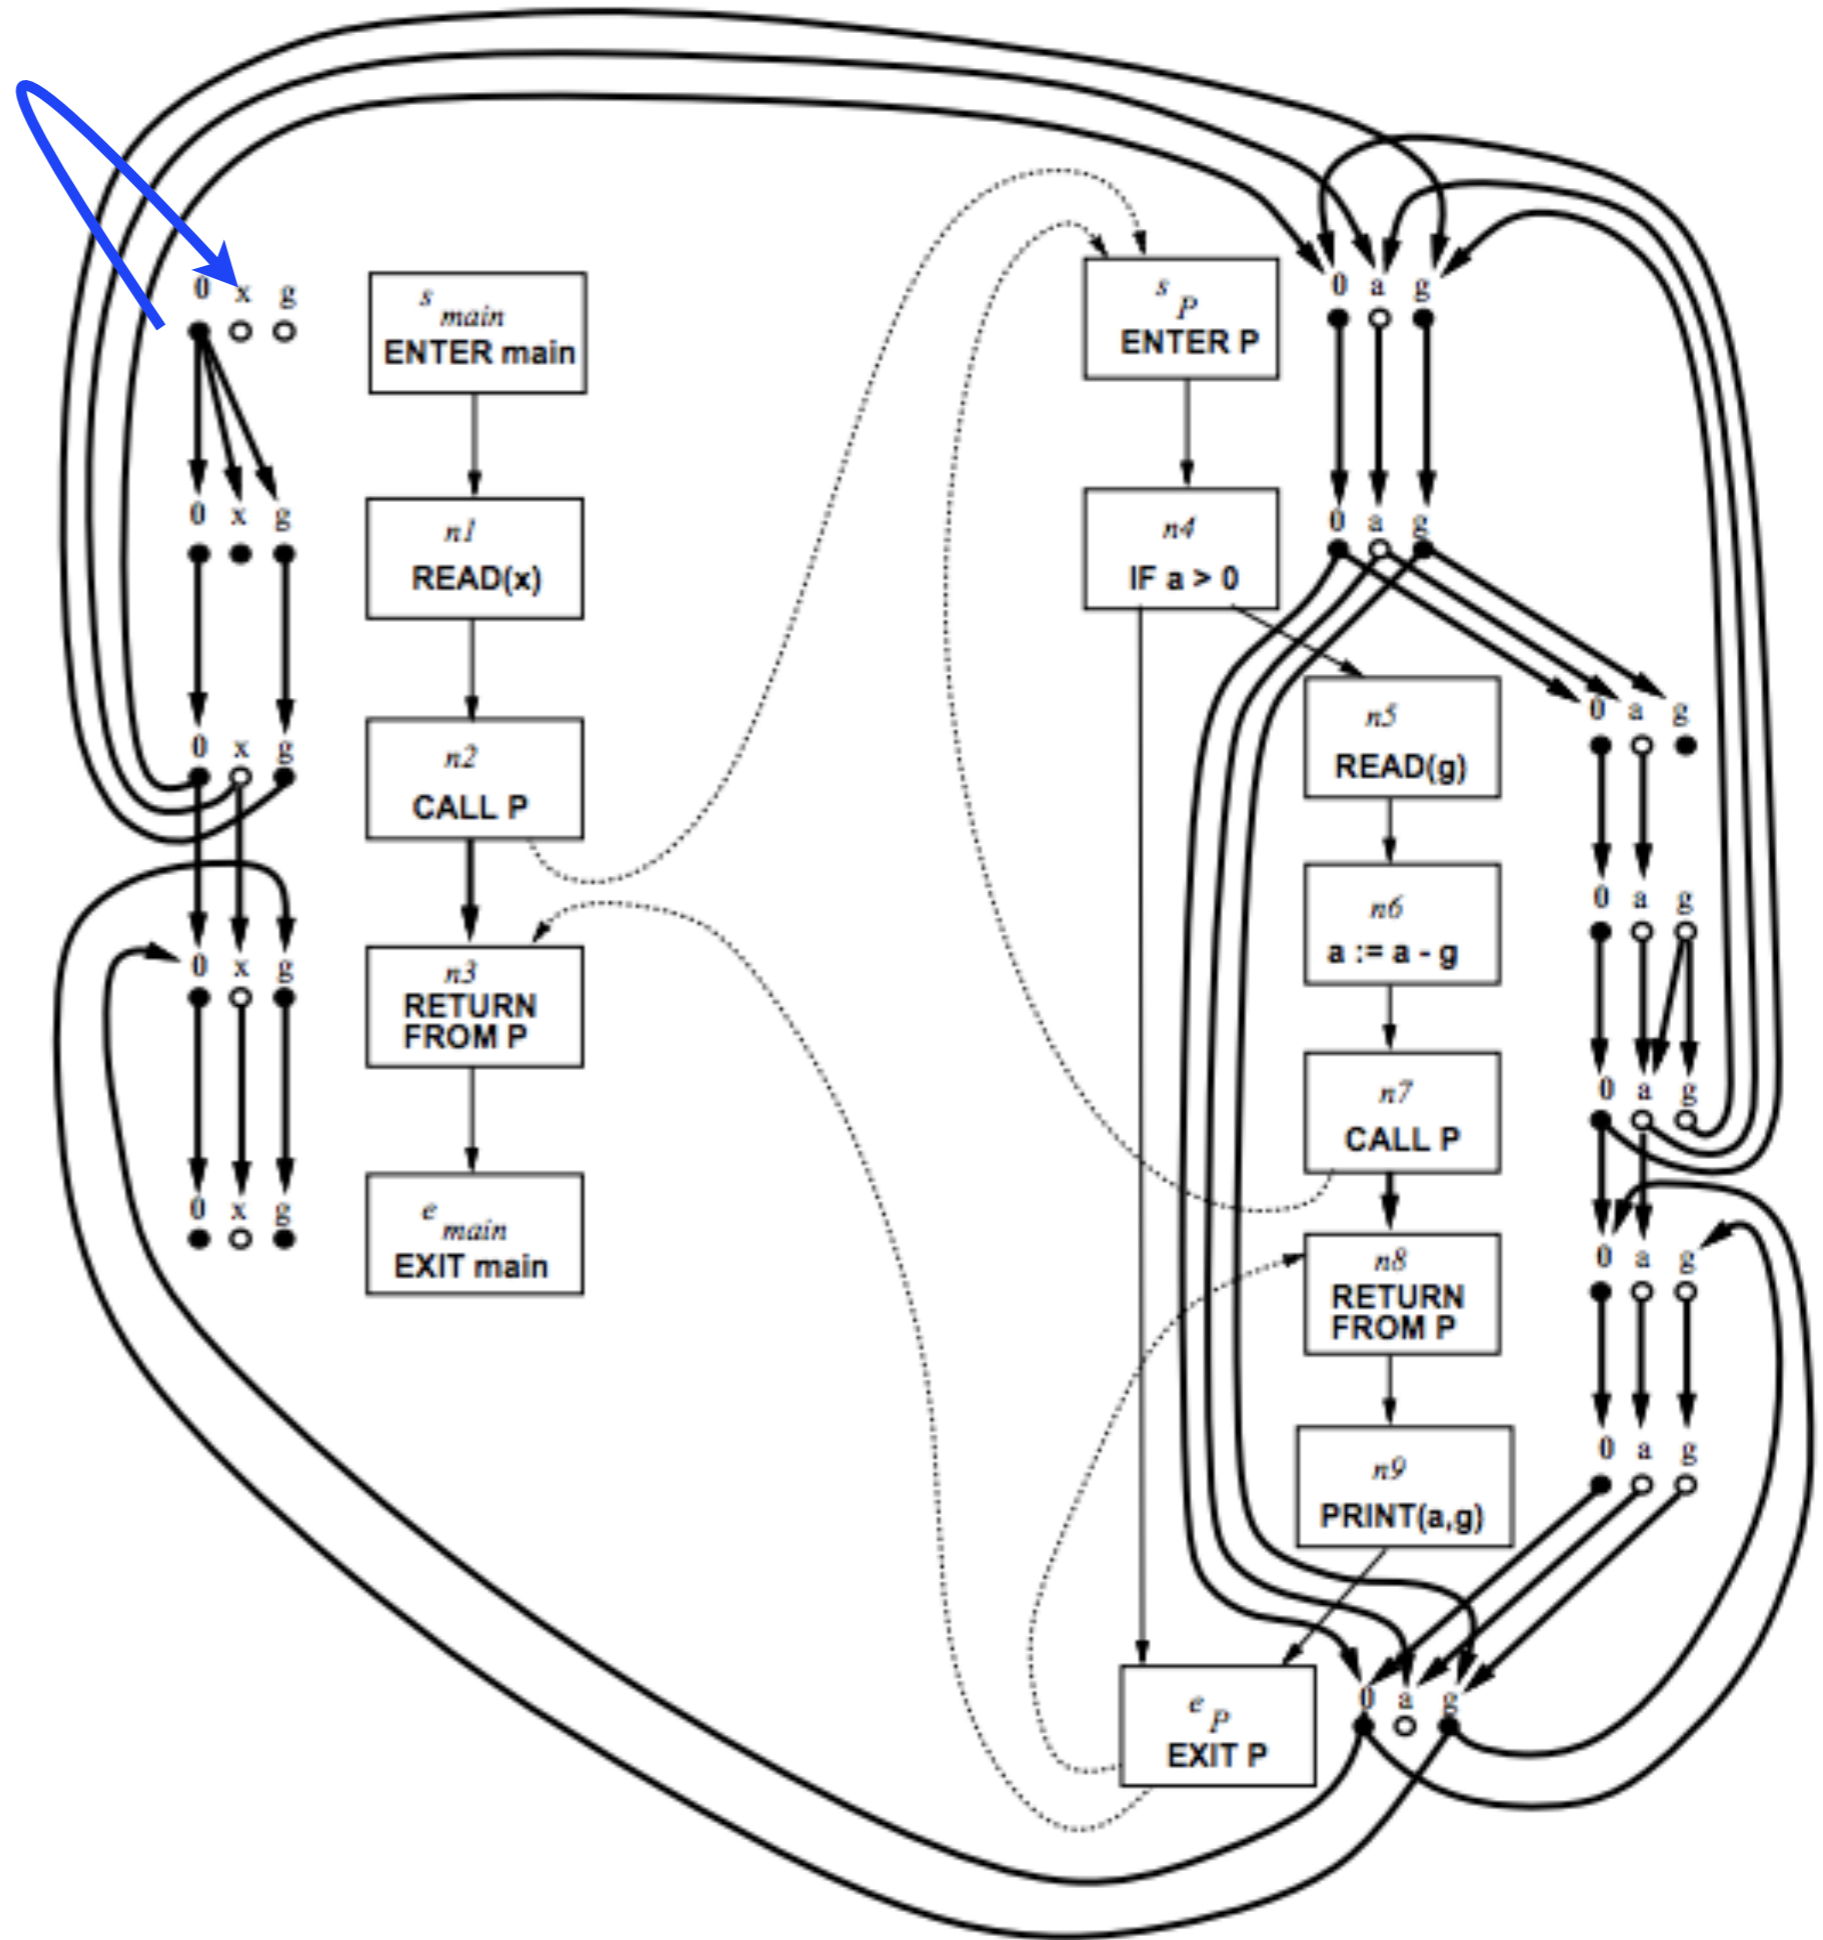 0 x g
s main
ENTER main
0 x g
n1
READ(x)
0 x g
n2
CALL P
0 x g
n3
RETURN
FROM P
0 x g
e main
EXIT main
s P
ENTER P
0 a g
n4
IF a > 0
0 a g
n5
READ(g)
0 a g
n6
a := a - g
0 a g
n7
CALL P
0 a g
n8
RETURN
FROM P
0 a g
n9
PRINT(a,g)
0 a g
e P
EXIT P
0 a g